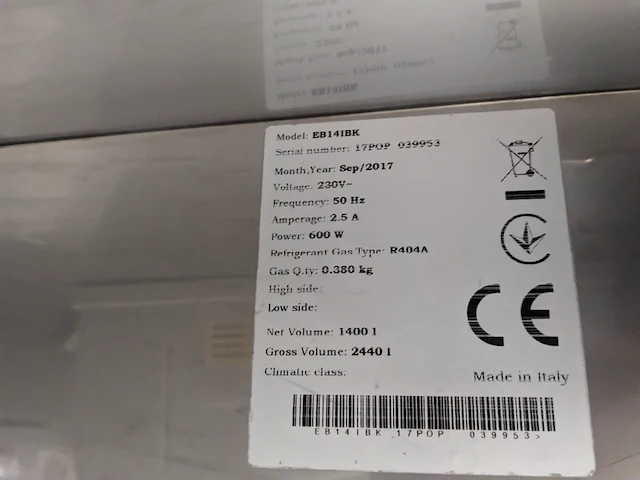 Model: EB14IBK
Serial number: 17POP 039953
Month,Year: Sep/2017
Voltage: 230V~
Frequency: 50 Hz
Amperage: 2.5 A
Power: 600 W
Refrigerant Gas Type: R404A
Gas Q.ty: 0.380 kg
High side:
Low side:
Net Volume: 1400 l
Gross Volume: 2440 l
Climatic class:
CE
Made in Italy
EB14IBK 17POP 039953>